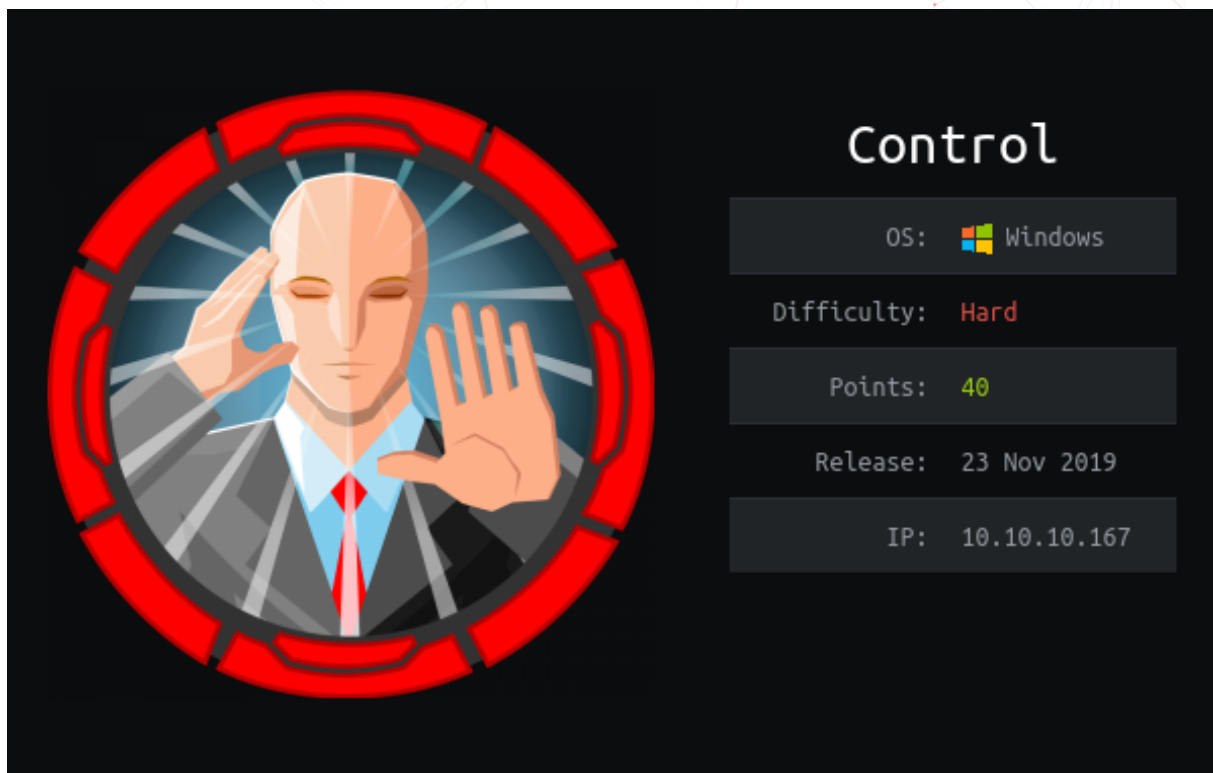 Control
OS: Windows
Difficulty: Hard
Points: 40
Release: 23 Nov 2019
IP: 10.10.10.167